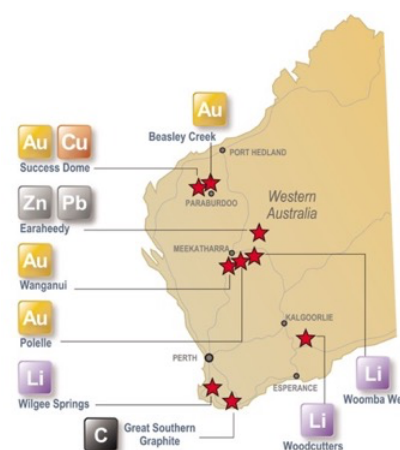 Au
Beasley Creek
Au Cu
Success Dome
PORT HEDLAND
PARABURDOO
Western
Australia
Zn Pb
Earaheedy
MEEKATHARRA
Au
Wanganui
Au
Polelle
KALGOORLIE
PERTH
ESPERANCE
Li
Wilgee Springs
Li
Woomba We
C
Great Southern
Graphite
Li
Woodcutters